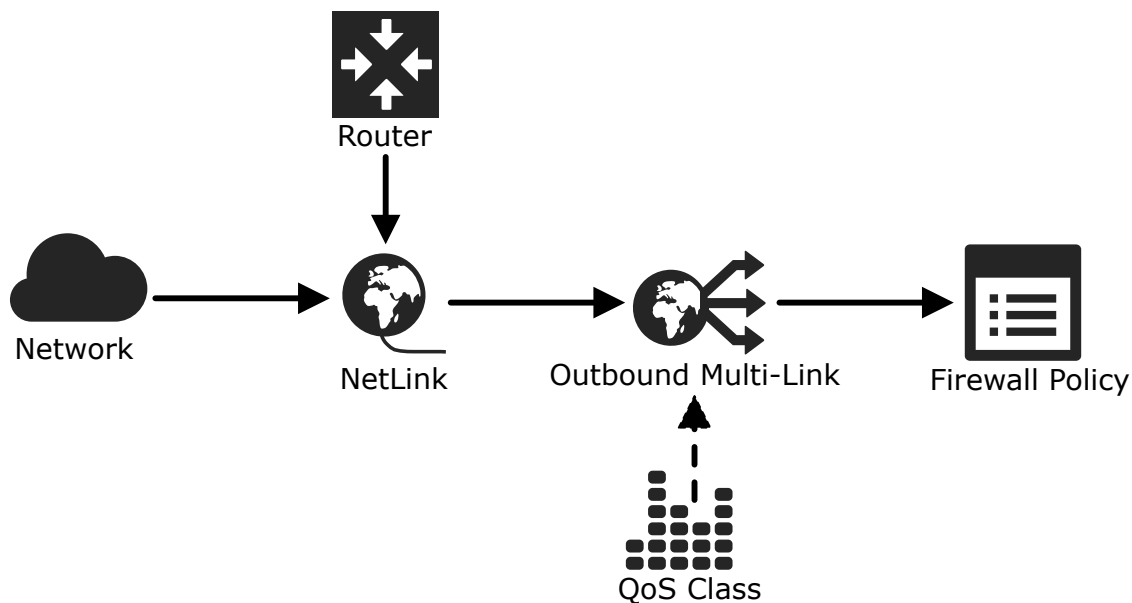 Router
Network
NetLink
Outbound Multi-Link
Firewall Policy
QoS Class